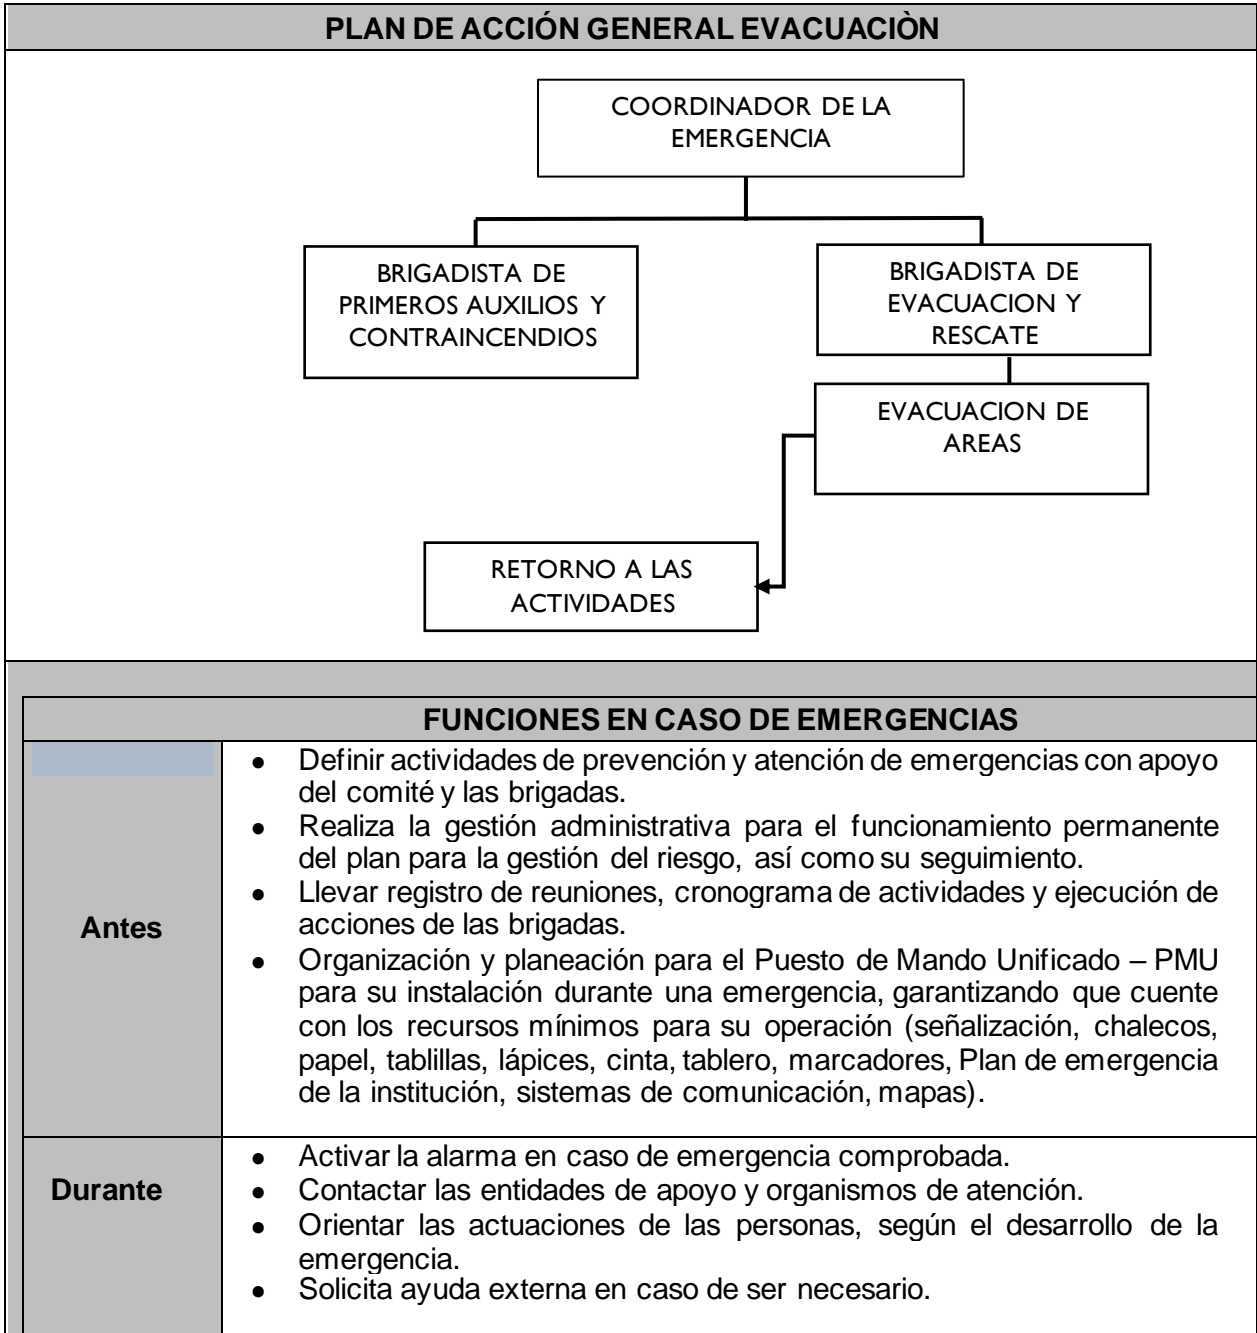 PLAN DE ACCIÓN GENERAL EVACUACIÒN
COORDINADOR DE LA
EMERGENCIA
BRIGADISTA DE
PRIMEROS AUXILIOS Y
CONTRAINCENDIOS
BRIGADISTA DE
EVACUACION Y
RESCATE
EVACUACION DE
AREAS
RETORNO A LAS
ACTIVIDADES
FUNCIONES EN CASO DE EMERGENCIAS
Antes
● Definir actividades de prevención y atención de emergencias con apoyo
del comité y las brigadas.
● Realiza la gestión administrativa para el funcionamiento permanente
del plan para la gestión del riesgo, así como su seguimiento.
● Llevar registro de reuniones, cronograma de actividades y ejecución de
acciones de las brigadas.
● Organización y planeación para el Puesto de Mando Unificado – PMU
para su instalación durante una emergencia, garantizando que cuente
con los recursos mínimos para su operación (señalización, chalecos,
papel, tablillas, lápices, cinta, tablero, marcadores, Plan de emergencia
de la institución, sistemas de comunicación, mapas).
Durante
● Activar la alarma en caso de emergencia comprobada.
● Contactar las entidades de apoyo y organismos de atención.
● Orientar las actuaciones de las personas, según el desarrollo de la
emergencia.
● Solicita ayuda externa en caso de ser necesario.